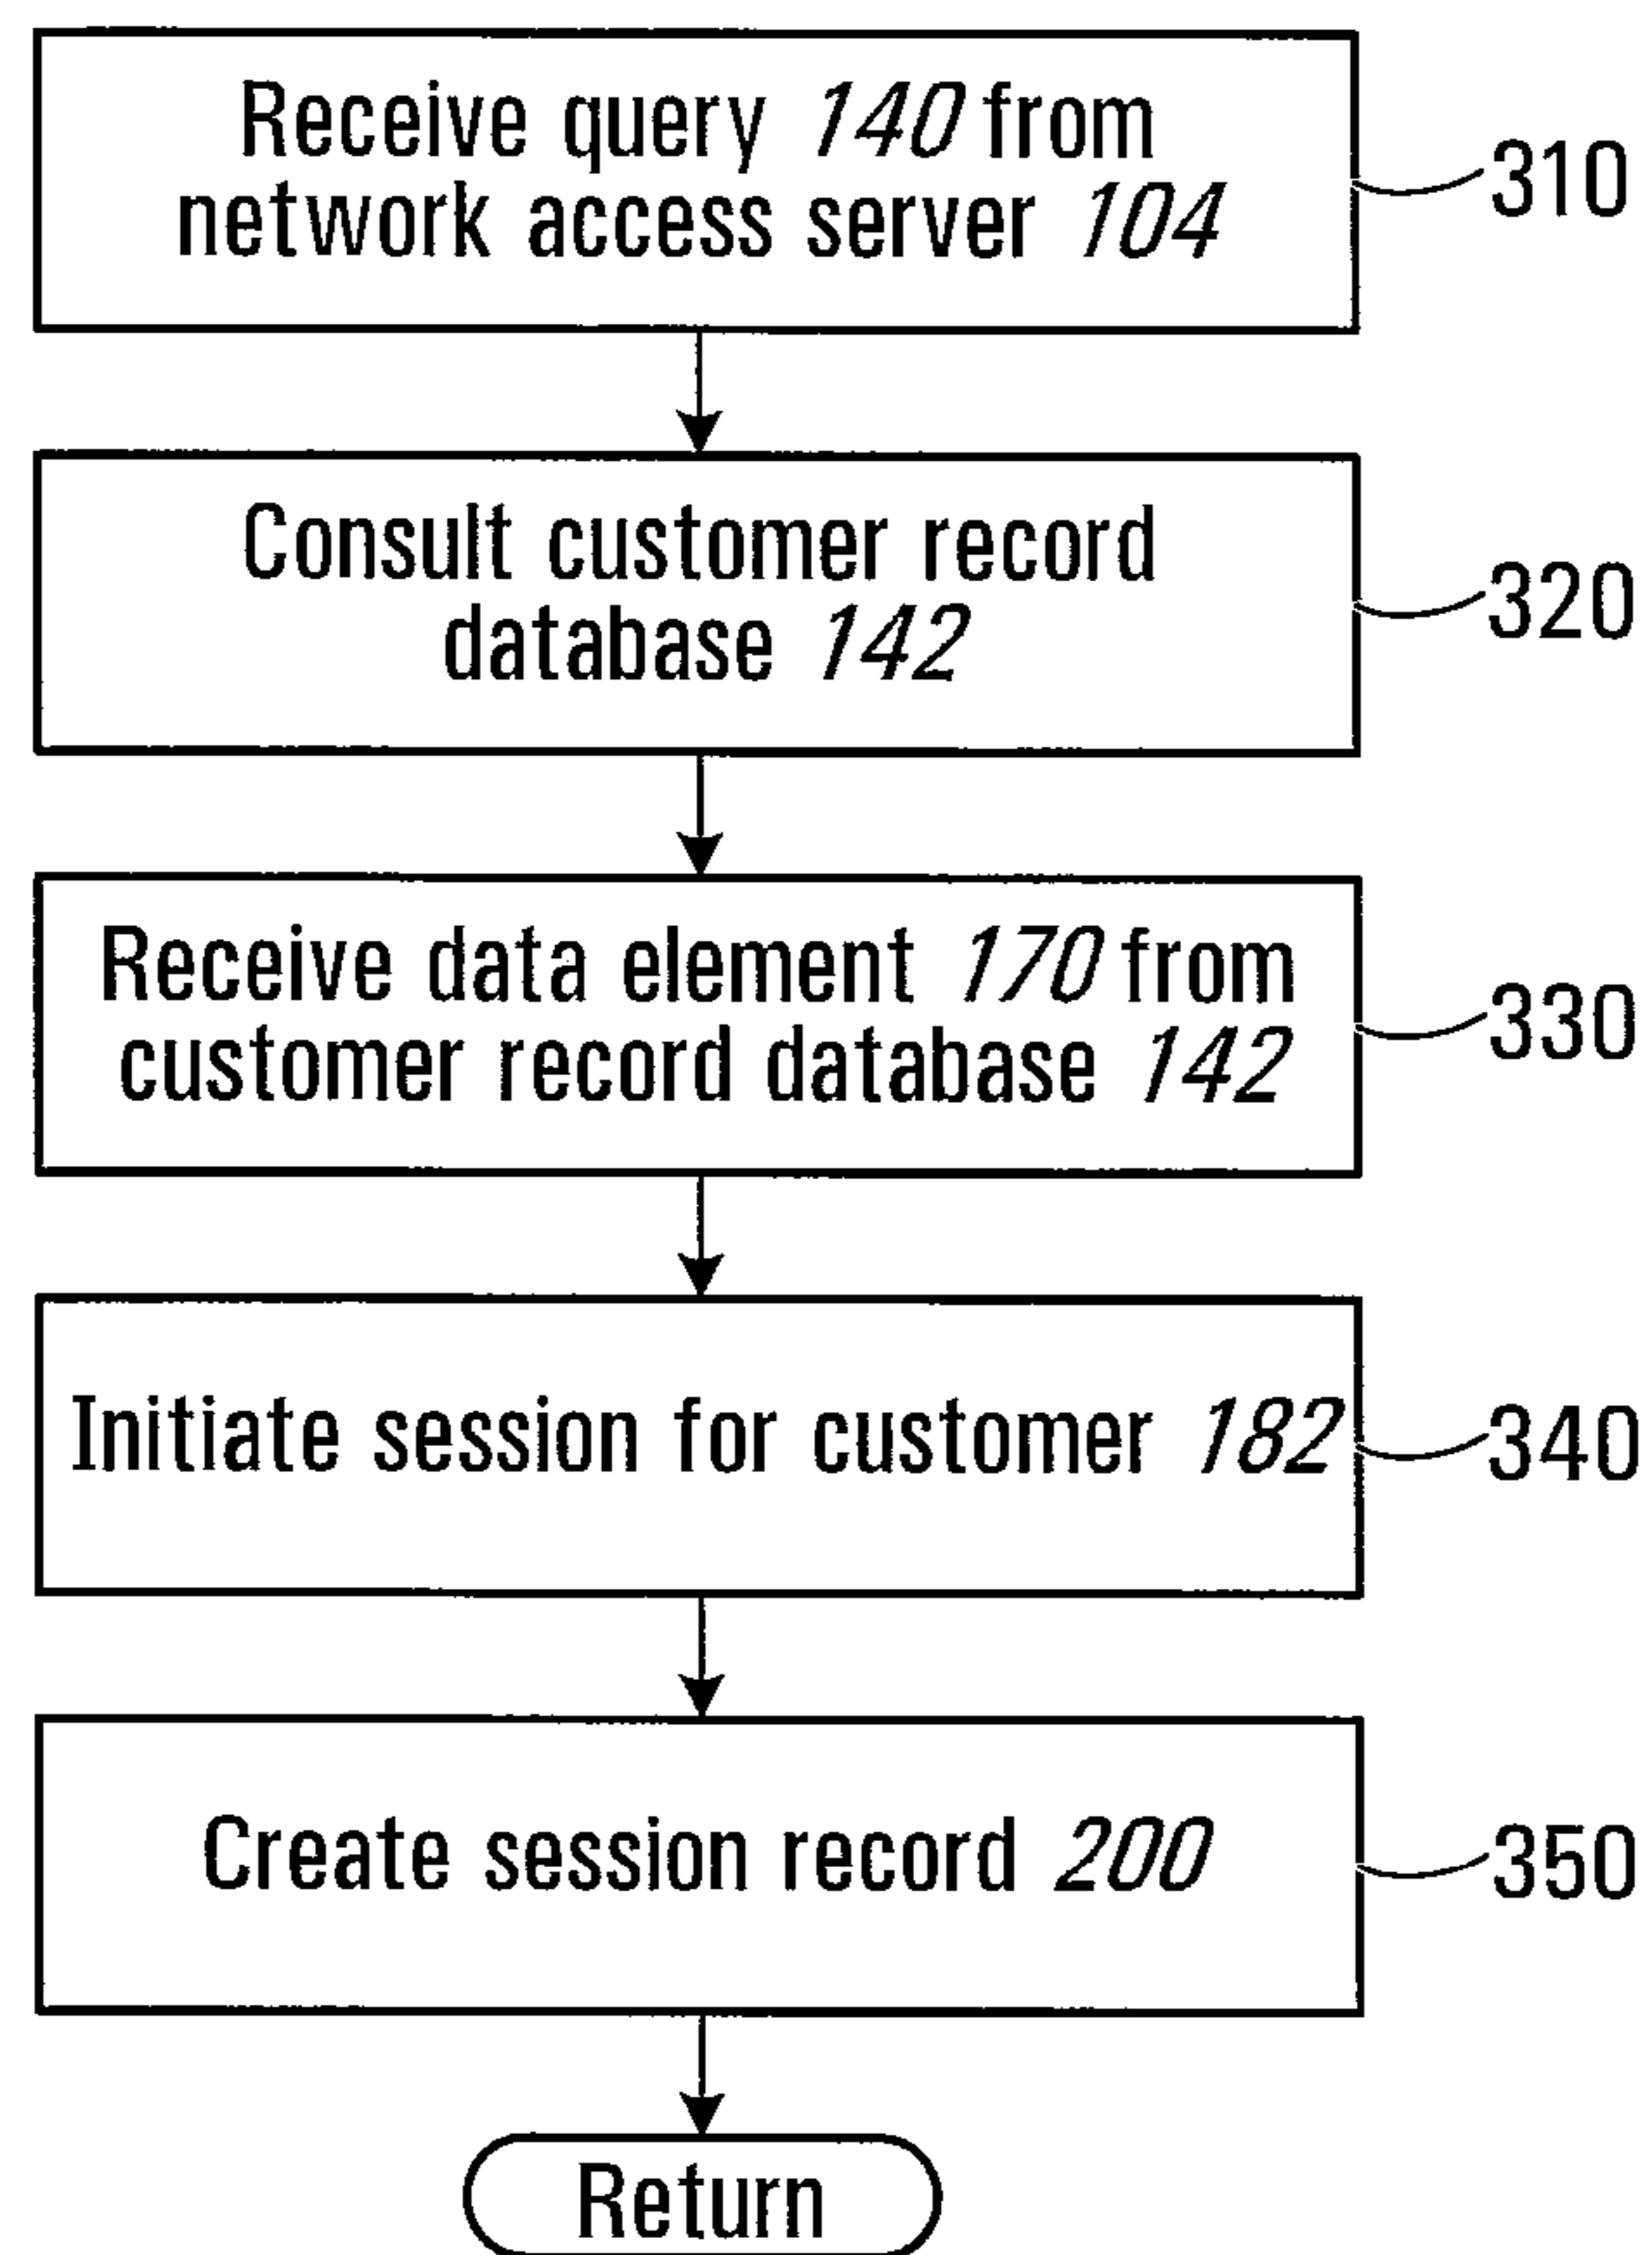 Receive query 140 from
network access server 104
310
Consult customer record
database 142
320
Receive data element 170 from
customer record database 142
330
Initiate session for customer 182
340
Create session record 200
350
Return